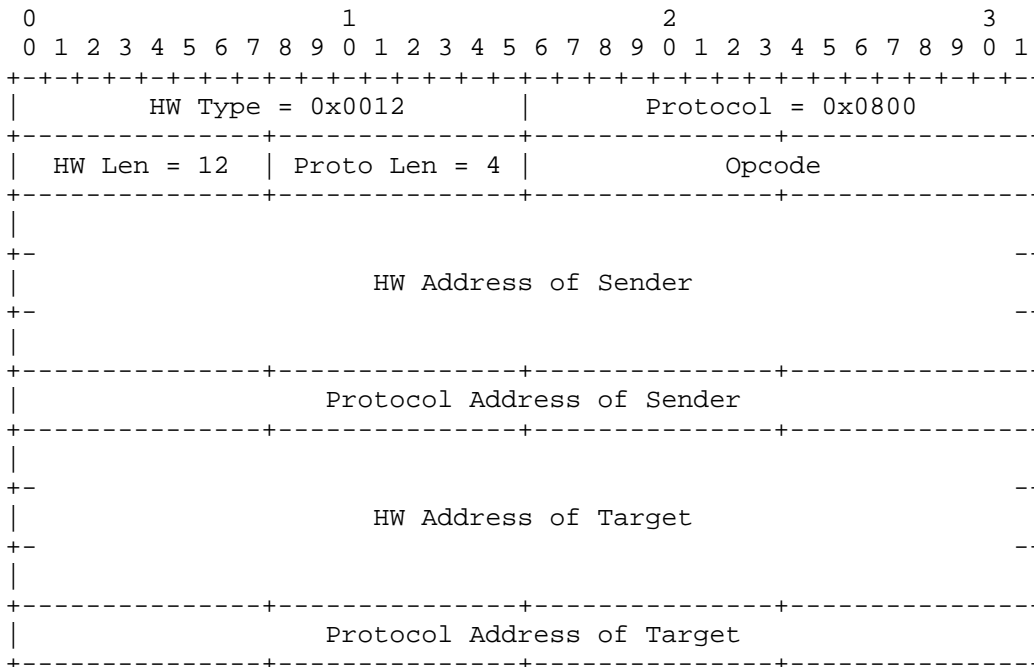 0                   1                   2                   3
0 1 2 3 4 5 6 7 8 9 0 1 2 3 4 5 6 7 8 9 0 1 2 3 4 5 6 7 8 9 0 1
+-+-+-+-+-+-+-+-+-+-+-+-+-+-+-+-+-+-+-+-+-+-+-+-+-+-+-+-+-+-+-+-
|        HW Type = 0x0012       |       Protocol = 0x0800
+---------------+---------------+---------------+---------------
|  HW Len = 12  | Proto Len = 4 |            Opcode
+---------------+---------------+---------------+---------------
|
+-                                                             --
|                      HW Address of Sender
+-                                                             --
|
+---------------+---------------+---------------+---------------
|                   Protocol Address of Sender
+---------------+---------------+---------------+---------------
|
+-                                                             --
|                      HW Address of Target
+-                                                             --
|
+---------------+---------------+---------------+---------------
|                   Protocol Address of Target
+---------------+---------------+---------------+---------------